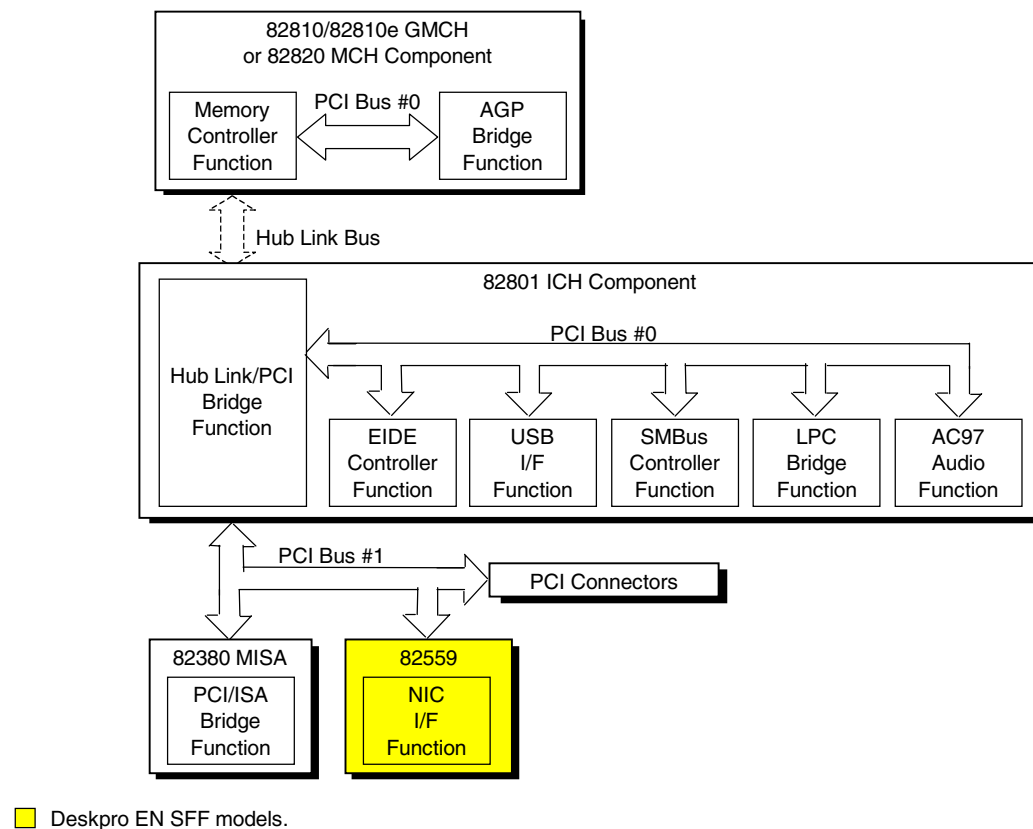 82810/82810e GMCH
or 82820 MCH Component
PCI Bus #0
Memory
Controller
Function
AGP
Bridge
Function
Hub Link Bus
82801 ICH Component
PCI Bus #0
Hub Link/PCI
Bridge
Function
EIDE
Controller
Function
USB
I/F
Function
SMBus
Controller
Function
LPC
Bridge
Function
AC97
Audio
Function
PCI Bus #1
PCI Connectors
82380 MISA
PCI/ISA
Bridge
Function
82559
NIC
I/F
Function
Deskpro EN SFF models.